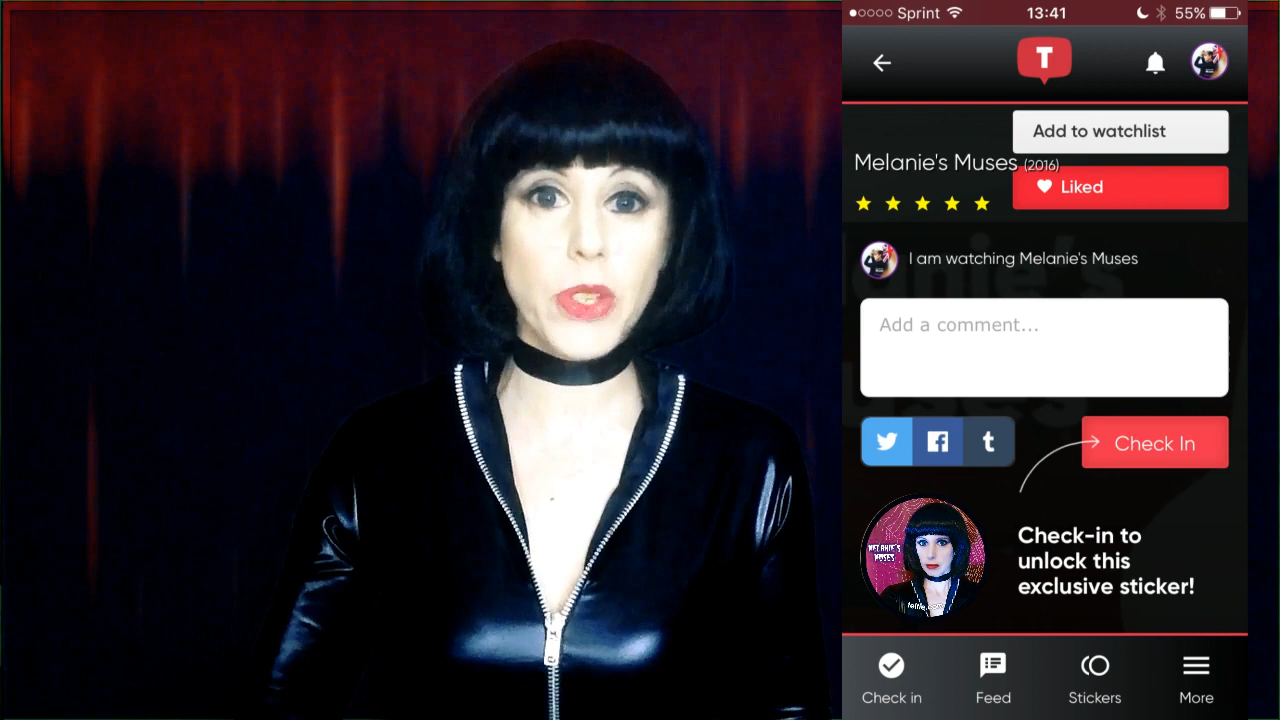 Sprint
13:41
55%
T
Add to watchlist
Melanie's Muses (2016)
Liked
I am watching Melanie's Muses
Add a comment...
Check In
MELANIE'S
MUSES
Check-in to
unlock this
exclusive sticker!
Check in
Feed
Stickers
More